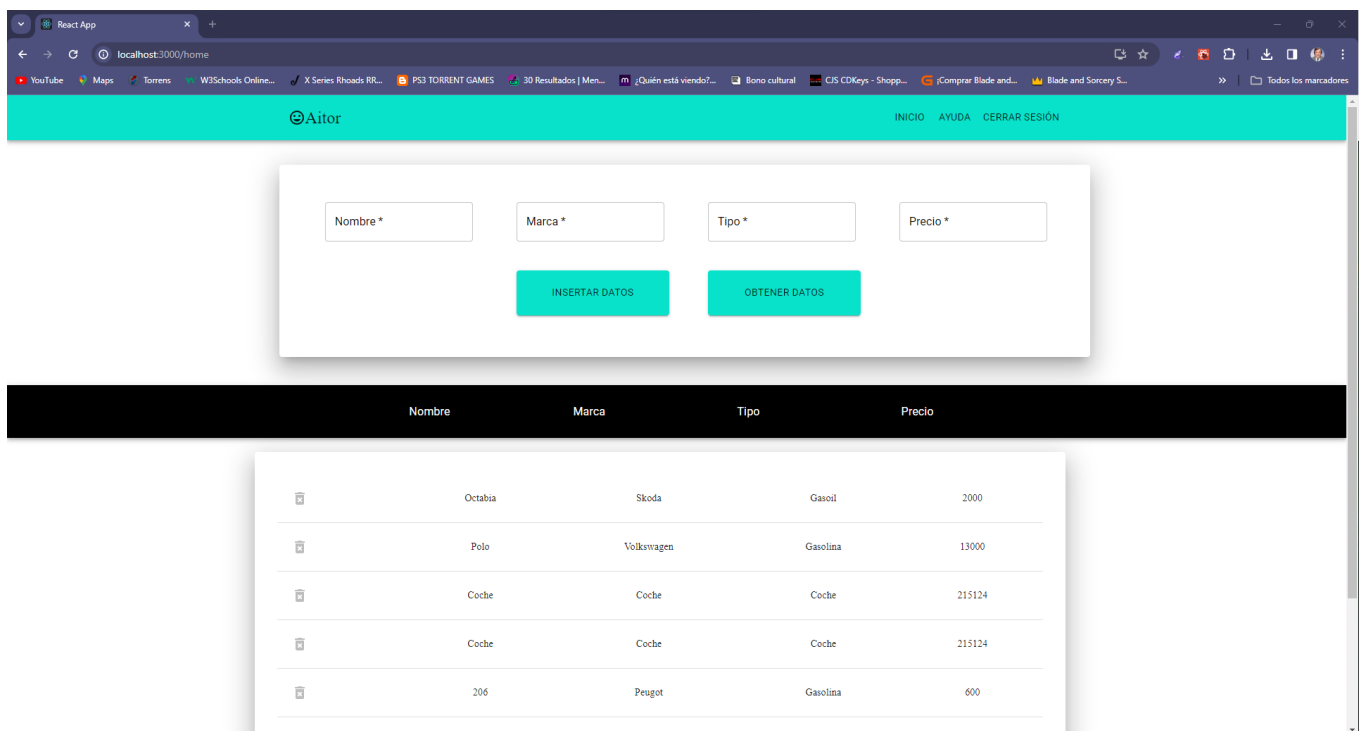 React App
localhost:3000/home
YouTube Maps Torrens W3Schools Online... X Series Rhoads RR... PS3 TORRENT GAMES 30 Resultados | Men... ¿Quién está viendo?... Bono cultural CJS CDKeys - Shopp... ¡Comprar Blade and... Blade and Sorcery S... » Todos los marcadores
Aitor INICIO AYUDA CERRAR SESIÓN
Nombre * Marca * Tipo * Precio *
INSERTAR DATOS OBTENER DATOS
Nombre Marca Tipo Precio
Octabia Skoda Gasoil 2000
Polo Volkswagen Gasolina 13000
Coche Coche Coche 215124
Coche Coche Coche 215124
206 Peugot Gasolina 600